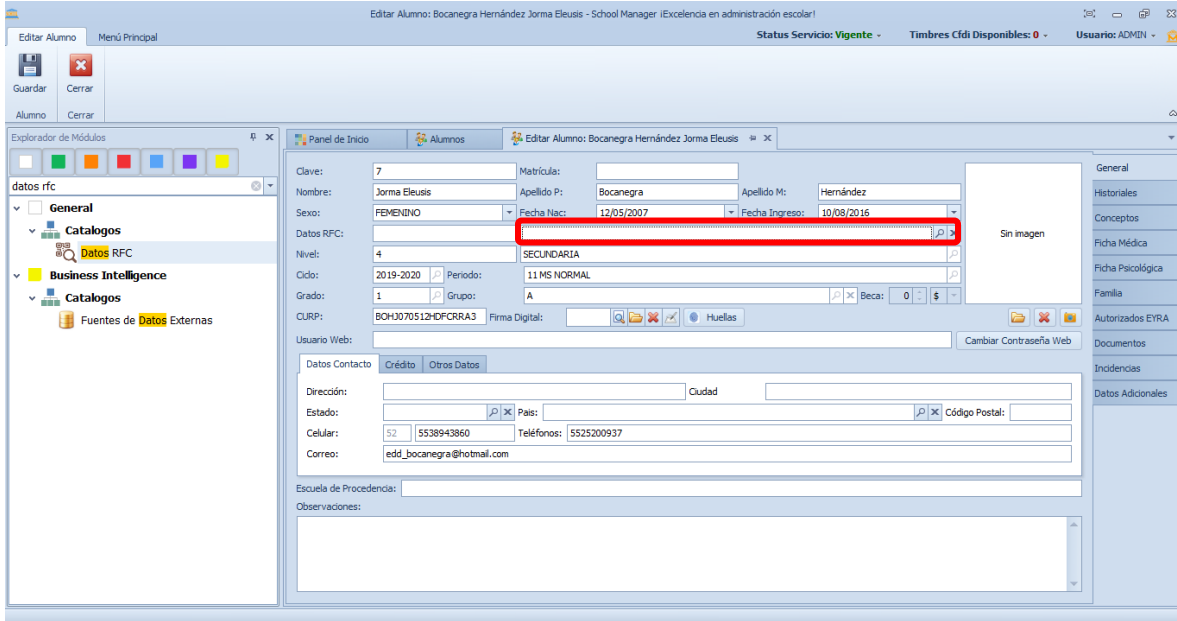 Editar Alumno: Bocanegra Hernández Jorma Eleusis - School Manager ¡Excelencia en administración escolar!
Editar Alumno Menú Principal Status Servicio: Vigente Timbres Cfdi Disponibles: 0 Usuario: ADMIN
Guardar Cerrar
Alumno Cerrar
Explorador de Módulos
datos rfc
General
Catalogos
Datos RFC
Business Intelligence
Catalogos
Fuentes de Datos Externas
Panel de Inicio Alumnos Editar Alumno: Bocanegra Hernández Jorma Eleusis
Clave: 7 Matrícula:
Nombre: Jorma Eleusis Apellido P: Bocanegra Apellido M: Hernández
Sexo: FEMENINO Fecha Nac: 12/05/2007 Fecha Ingreso: 10/08/2016
Datos RFC:
Nivel: 4 SECUNDARIA
Ciclo: 2019-2020 Periodo: 11 MS NORMAL
Grado: 1 Grupo: A Beca: 0 $
CURP: BOHJ070512HDFCRRA3 Firma Digital: Huellas
Usuario Web: Cambiar Contraseña Web
Sin imagen
Datos Contacto Crédito Otros Datos
Dirección: Ciudad
Estado: Pais: Código Postal:
Celular: 52 5538943860 Teléfonos: 5525200937
Correo: edd_bocanegra@hotmail.com
Escuela de Procedencia:
Observaciones:
General
Historiales
Conceptos
Ficha Médica
Ficha Psicológica
Familia
Autorizados EYRA
Documentos
Incidencias
Datos Adicionales